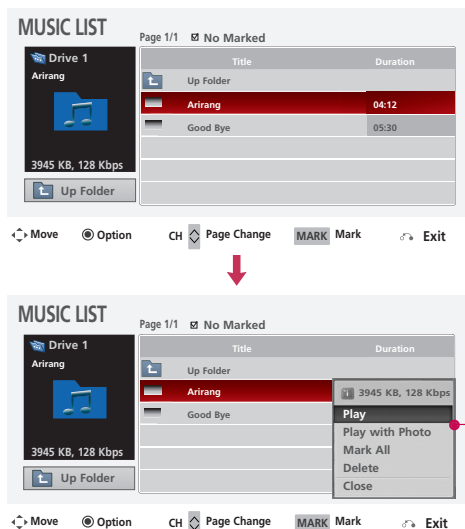 MUSIC LIST
Page 1/1 No Marked
Drive 1
Arirang
3945 KB, 128 Kbps
Up Folder
Title Duration
Up Folder
Arirang 04:12
Good Bye 05:30
Move Option CH Page Change MARK Mark Exit
MUSIC LIST
Page 1/1 No Marked
Drive 1
Arirang
3945 KB, 128 Kbps
Up Folder
Title Duration
Up Folder
Arirang
Good Bye
3945 KB, 128 Kbps
Play
Play with Photo
Mark All
Delete
Close
Move Option CH Page Change MARK Mark Exit